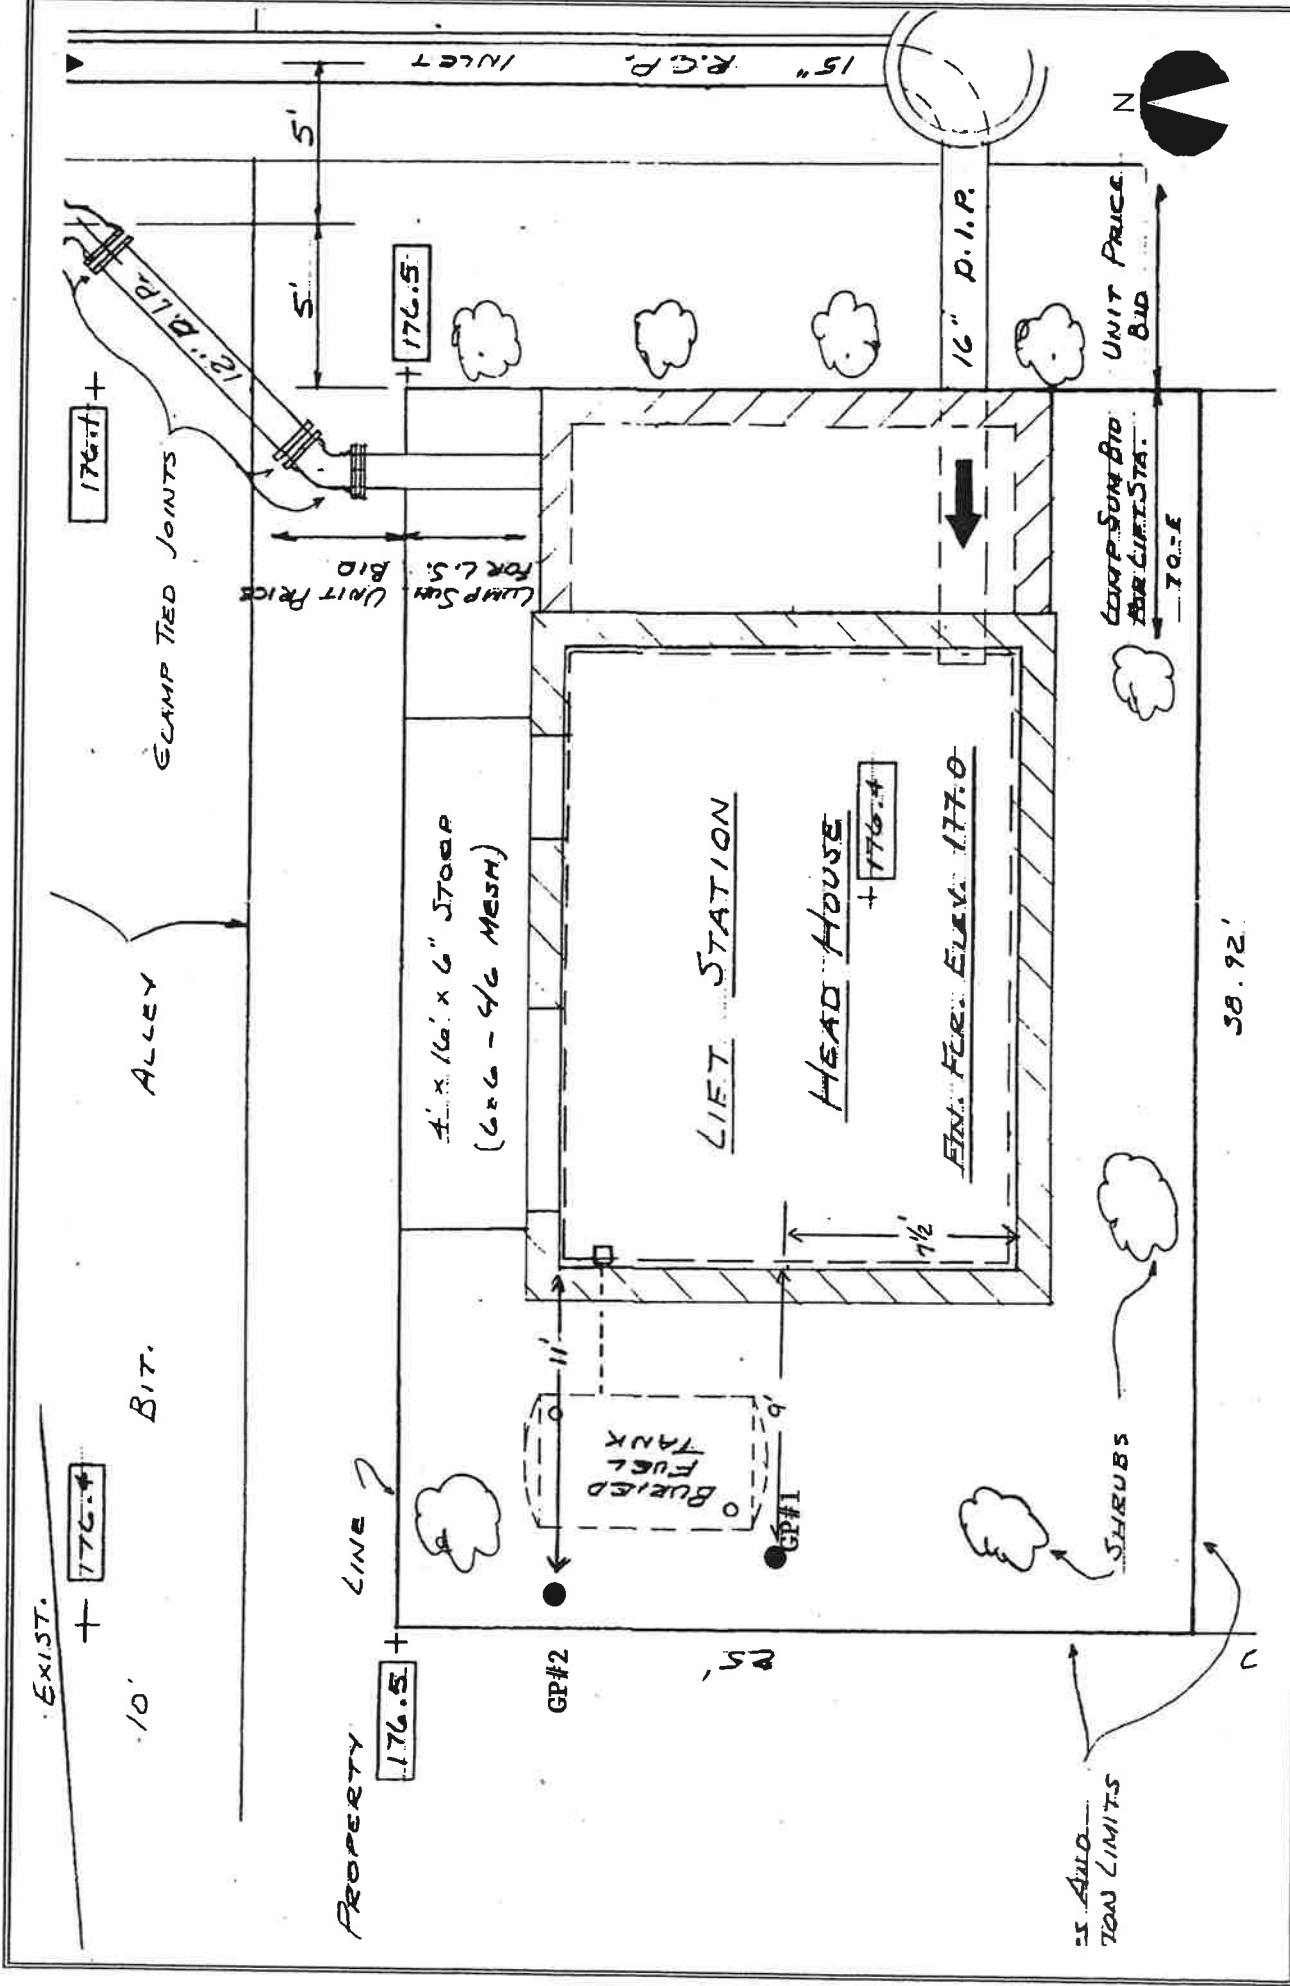 EXIST.
10'
BIT.
ALLEY
176.4
176.1
CLAMP TIED JOINTS
12" D.I.P.
5'
5'
15" R.C.P. INLET
PROPERTY LINE
176.5
176.5
UNIT PRICE
BID
LUMP SUM
FOR L.S.
4' x 16' x 6" STOOP
(6x6 - 6/6 MESH)
GP#2
11'
BURIED
FUEL
TANK
9'
GP#1
7½'
25'
LIFT STATION
HEAD HOUSE
176.4
FIN. FLR. ELEV. 177.0
16" D.I.P.
N
UNIT PRICE
BID
LUMP SUM BID
FOR LIFT STA.
SHRUBS
38.92'
AND
TON LIMITS